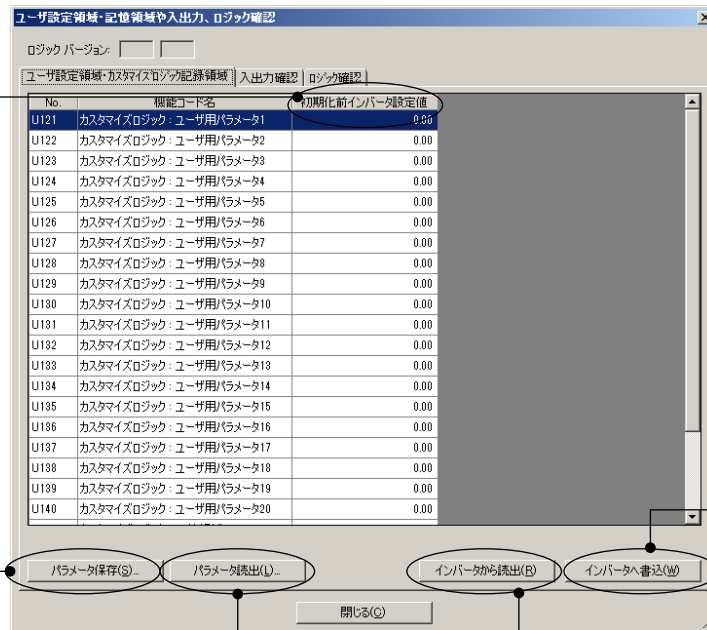 ユーザ設定領域・記憶領域や入出力、ロジック確認
ロジック バージョン:
ユーザ設定領域・カスタマイズロジック記録領域 入出力確認 ロジック確認
No. 機能コード名 初期化前インバータ設定値
U121 カスタマイズロジック:ユーザ用パラメータ1 0.00
U122 カスタマイズロジック:ユーザ用パラメータ2 0.00
U123 カスタマイズロジック:ユーザ用パラメータ3 0.00
U124 カスタマイズロジック:ユーザ用パラメータ4 0.00
U125 カスタマイズロジック:ユーザ用パラメータ5 0.00
U126 カスタマイズロジック:ユーザ用パラメータ6 0.00
U127 カスタマイズロジック:ユーザ用パラメータ7 0.00
U128 カスタマイズロジック:ユーザ用パラメータ8 0.00
U129 カスタマイズロジック:ユーザ用パラメータ9 0.00
U130 カスタマイズロジック:ユーザ用パラメータ10 0.00
U131 カスタマイズロジック:ユーザ用パラメータ11 0.00
U132 カスタマイズロジック:ユーザ用パラメータ12 0.00
U133 カスタマイズロジック:ユーザ用パラメータ13 0.00
U134 カスタマイズロジック:ユーザ用パラメータ14 0.00
U135 カスタマイズロジック:ユーザ用パラメータ15 0.00
U136 カスタマイズロジック:ユーザ用パラメータ16 0.00
U137 カスタマイズロジック:ユーザ用パラメータ17 0.00
U138 カスタマイズロジック:ユーザ用パラメータ18 0.00
U139 カスタマイズロジック:ユーザ用パラメータ19 0.00
U140 カスタマイズロジック:ユーザ用パラメータ20 0.00
パラメータ保存(S)... パラメータ読出(L)... インバータから読出(R) インバータへ書込(W)
閉じる(C)